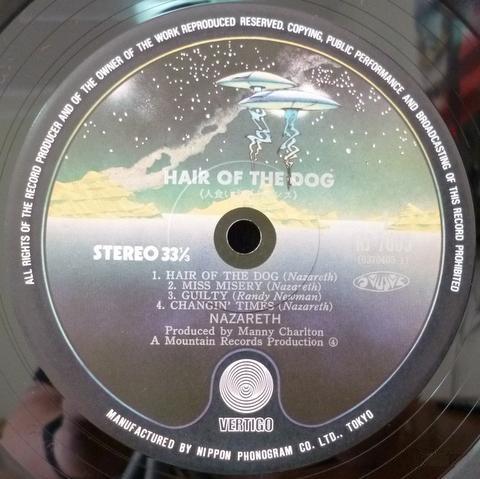 ALL RIGHTS OF THE RECORD PRODUCER AND OF THE OWNER OF THE WORK REPRODUCED RESERVED. COPYING, PUBLIC PERFORMANCE AND BROADCASTING OF THIS RECORD PROHIBITED
HAIR OF THE DOG
STEREO 33⅓
1. HAIR OF THE DOG (Nazareth)
2. MISS MISERY (Nazareth)
3. GUILTY (Randy Newman)
4. CHANGIN' TIMES (Nazareth)
NAZARETH
Produced by Manny Charlton
A Mountain Records Production ④
VERTIGO
MANUFACTURED BY NIPPON PHONOGRAM CO. LTD., TOKYO